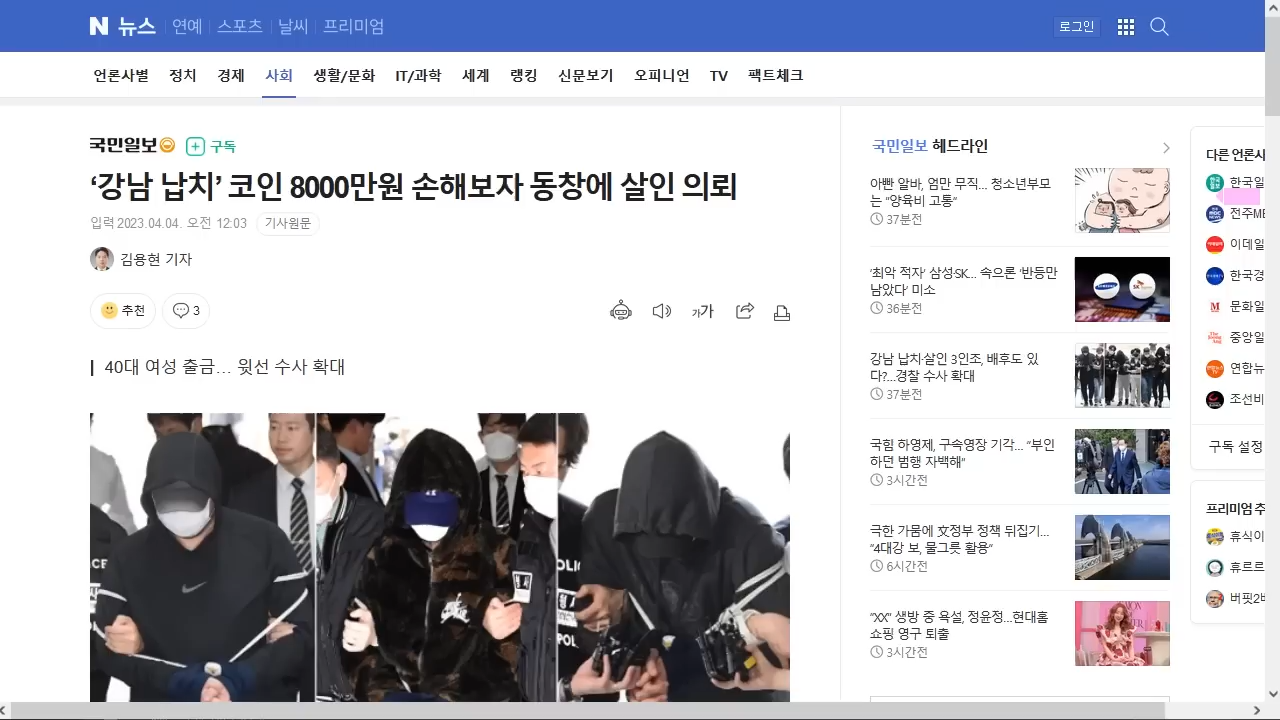 N 뉴스 연예 스포츠 날씨 프리미엄 로그인
언론사별 정치 경제 사회 생활/문화 IT/과학 세계 랭킹 신문보기 오피니언 TV 팩트체크
국민일보 구독
‘강남 납치’ 코인 8000만원 손해보자 동창에 살인 의뢰
입력 2023.04.04. 오전 12:03 기사원문
김용현 기자
추천 3
가가
40대 여성 출금… 윗선 수사 확대
국민일보 헤드라인
아빠 알바, 엄만 무직… 청소년부모
는 “양육비 고통”
37분전
‘최악 적자’ 삼성·SK… 속으론 ‘반등만
남았다’ 미소
36분전
강남 납치·살인 3인조, 배후도 있
다?…경찰 수사 확대
37분전
국힘 하영제, 구속영장 기각… “부인
하던 범행 자백해”
3시간전
극한 가뭄에 文정부 정책 뒤집기…
“4대강 보, 물그릇 활용”
6시간전
“XX” 생방 중 욕설, 정윤정…현대홈
쇼핑 영구 퇴출
3시간전
다른 언론사
전주MB
이데일
한국경
문화일
중앙일
연합뉴
조선비
구독 설정
프리미엄 추
휴식이
휴르르
버핏2